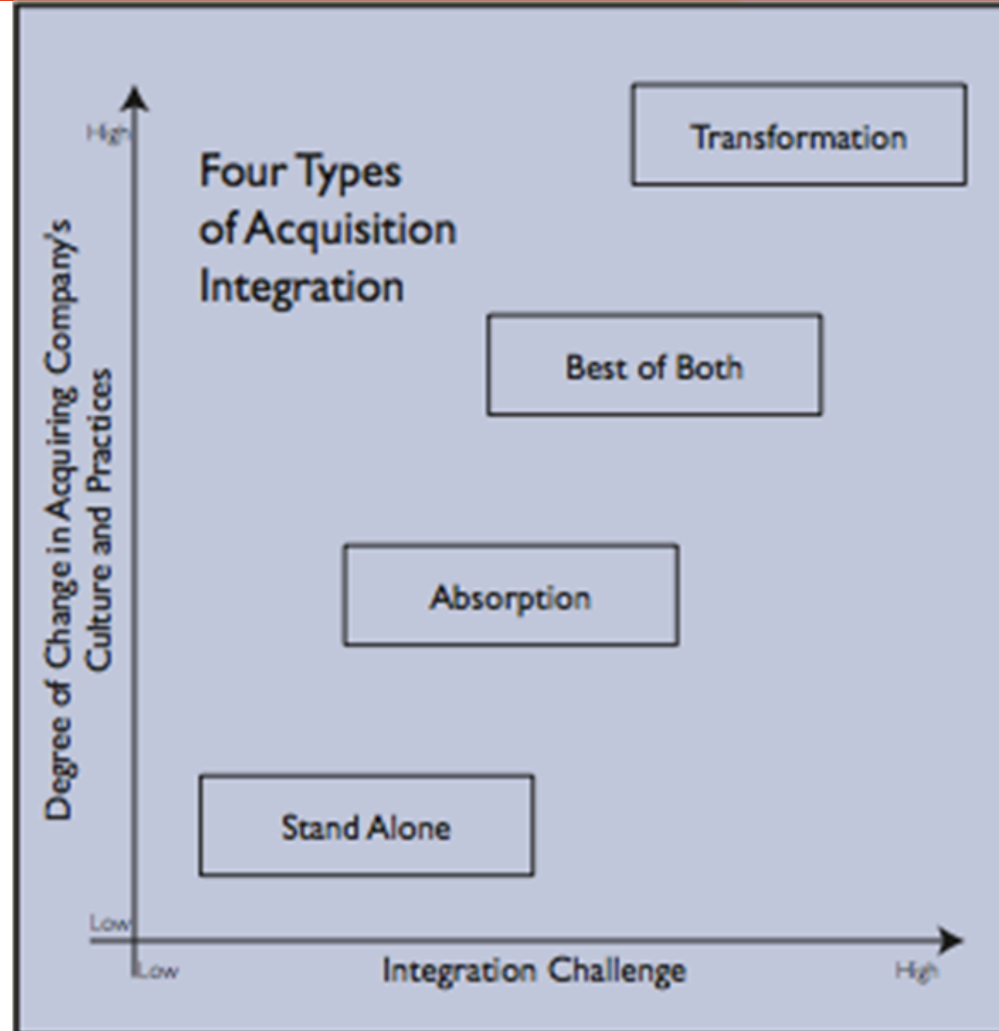 High
Four Types
of Acquisition
Integration
Transformation
Best of Both
Absorption
Stand Alone
Degree of Change in Acquiring Company's
Culture and Practices
Low
Low
Integration Challenge
High